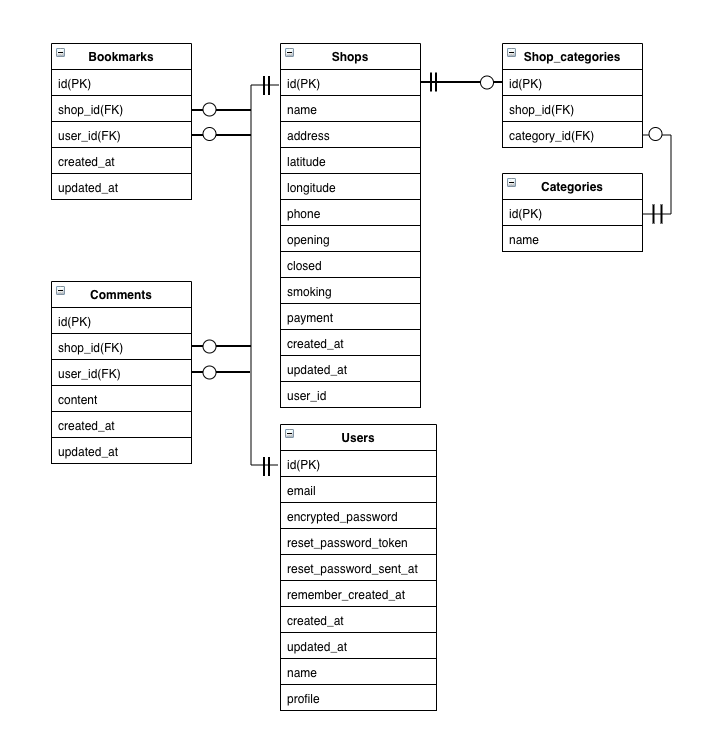 Bookmarks
id(PK)
shop_id(FK)
user_id(FK)
created_at
updated_at
Shops
id(PK)
name
address
latitude
longitude
phone
opening
closed
smoking
payment
created_at
updated_at
user_id
Shop_categories
id(PK)
shop_id(FK)
category_id(FK)
Categories
id(PK)
name
Comments
id(PK)
shop_id(FK)
user_id(FK)
content
created_at
updated_at
Users
id(PK)
email
encrypted_password
reset_password_token
reset_password_sent_at
remember_created_at
created_at
updated_at
name
profile